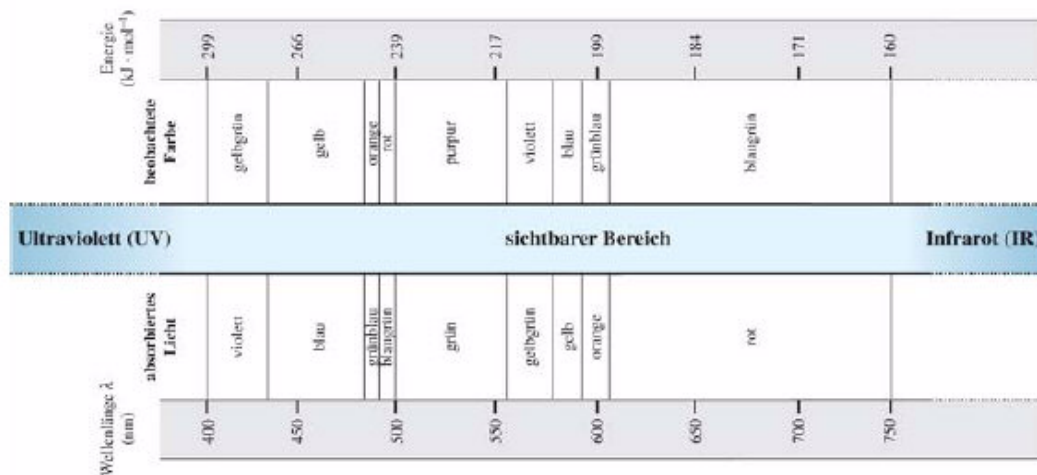 Energie
(kJ · mol⁻¹)
299
266
239
217
199
184
171
160
beobachtete
Farbe
gelbgrün
gelb
orange
rot
purpur
violett
blau
grünblau
blaugrün
Ultraviolett (UV)
sichtbarer Bereich
Infrarot (IR)
absorbiertes
Licht
violett
blau
grünblau
blaugrün
grün
gelbgrün
gelb
orange
rot
Wellenlänge λ
(nm)
400
450
500
550
600
650
700
750